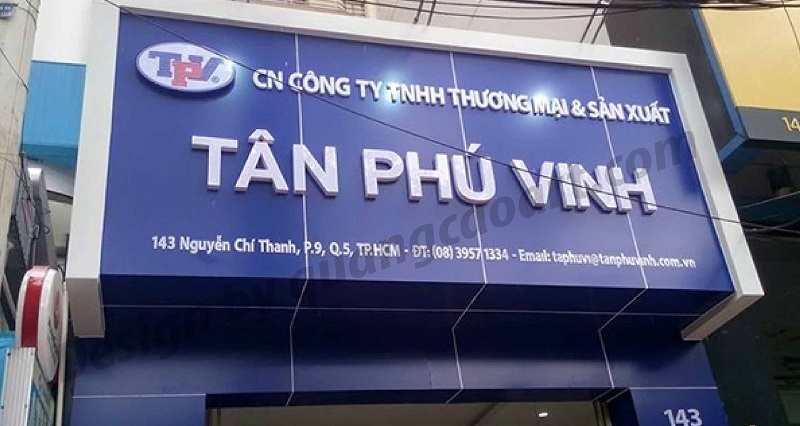 TPV®
CN CÔNG TY TNHH THƯƠNG MẠI & SẢN XUẤT
TÂN PHÚ VINH
143 Nguyễn Chí Thanh, P.9, Q.5, TP.HCM - ĐT: (08) 3957 1334 - Email: taphuvi@tanphuvinh.com.vn
143
14